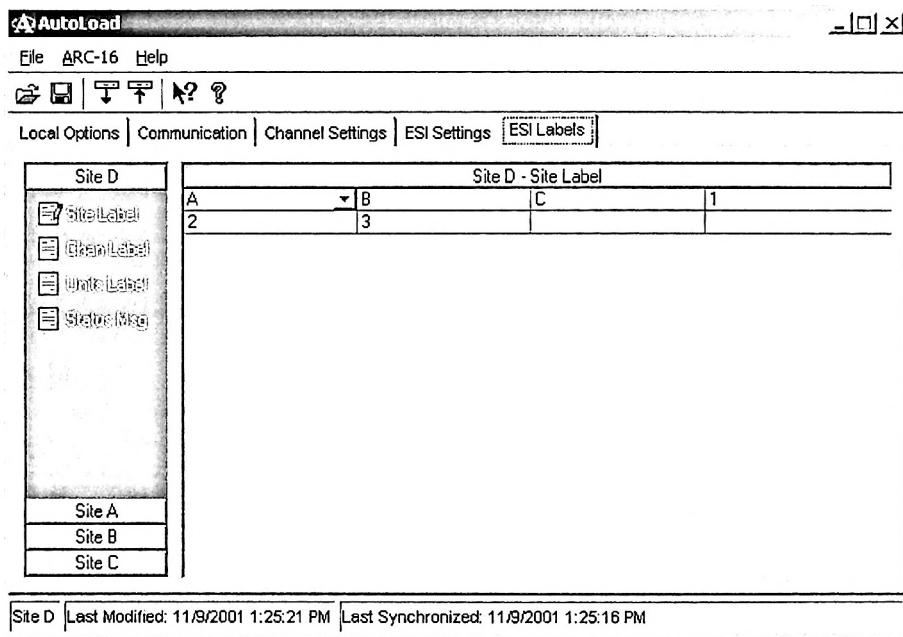 AutoLoad
File ARC-16 Help
Local Options Communication Channel Settings ESI Settings ESI Labels
Site D
Site D - Site Label
Site Label
Chan Label
Units Label
Status Msg
A B C 1
2 3
Site A
Site B
Site C
Site D Last Modified: 11/9/2001 1:25:21 PM Last Synchronized: 11/9/2001 1:25:16 PM